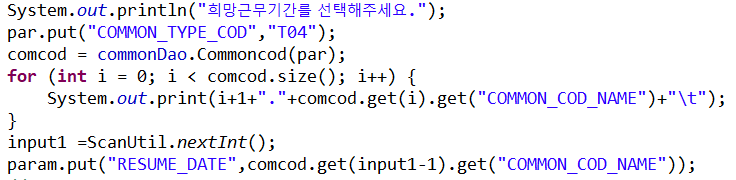 System.out.println("희망근무기간를 선택해주세요.");
par.put("COMMON_TYPE_COD","T04");
comcod = commonDao.Commoncod(par);
for (int i = 0; i < comcod.size(); i++) {
    System.out.print(i+1+"."+comcod.get(i).get("COMMON_COD_NAME")+"\t");
}
input1 =ScanUtil.nextInt();
param.put("RESUME_DATE",comcod.get(input1-1).get("COMMON_COD_NAME"));